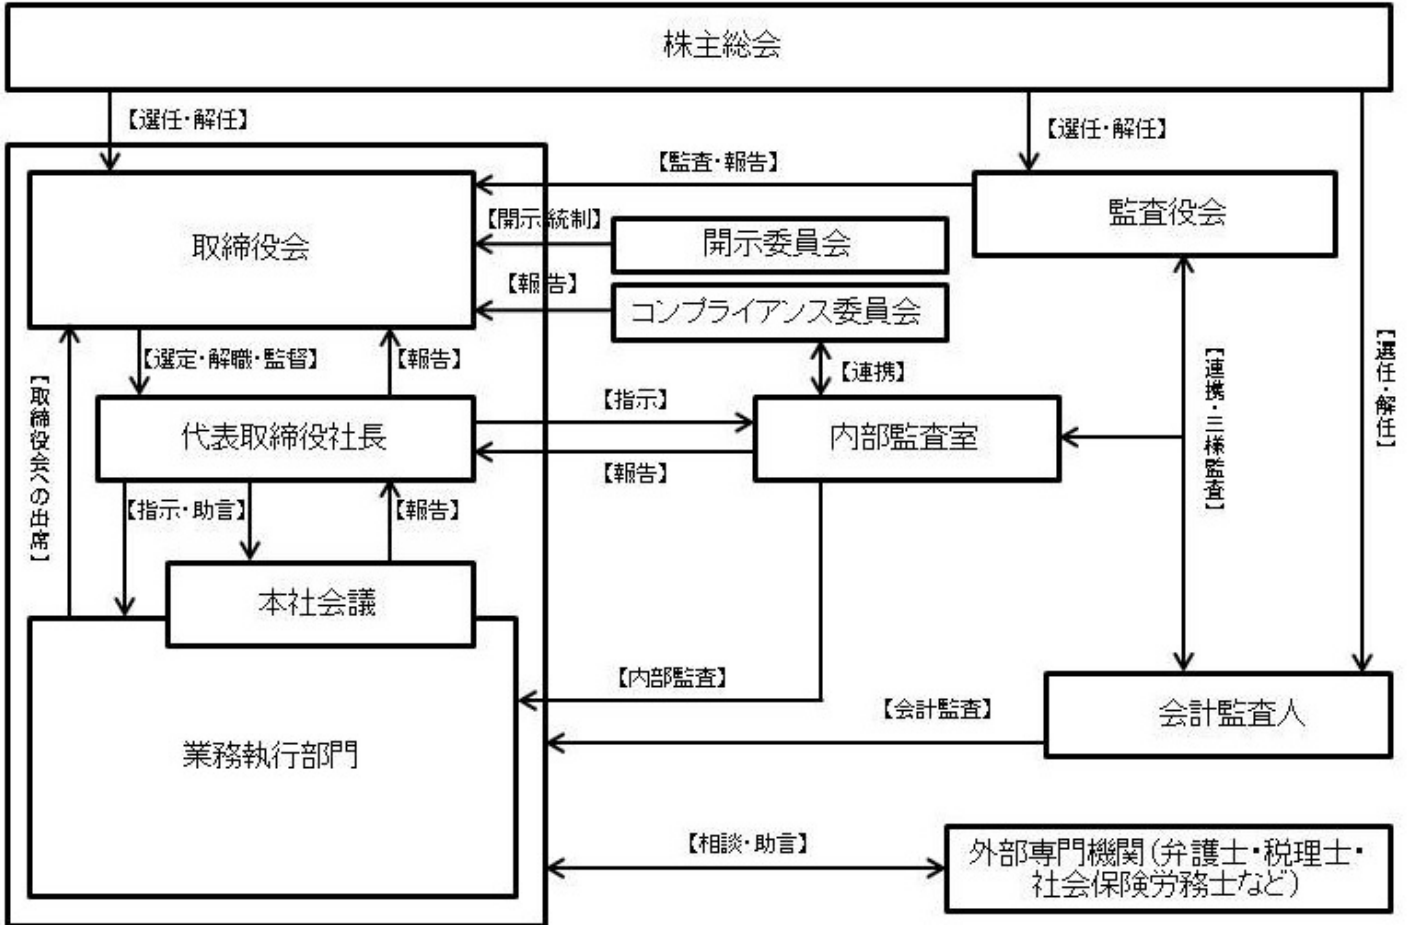 株主総会
【選任・解任】
【選任・解任】
【監査・報告】
監査役会
取締役会
【開示統制】
開示委員会
【報告】
コンプライアンス委員会
【選定・解職・監督】
【報告】
【連携】
【連携・三様監査】
【選任・解任】
【取締役会への出席】
代表取締役社長
【指示】
内部監査室
【報告】
【指示・助言】
【報告】
本社会議
【内部監査】
【会計監査】
会計監査人
業務執行部門
【相談・助言】
外部専門機関(弁護士・税理士・
社会保険労務士など)